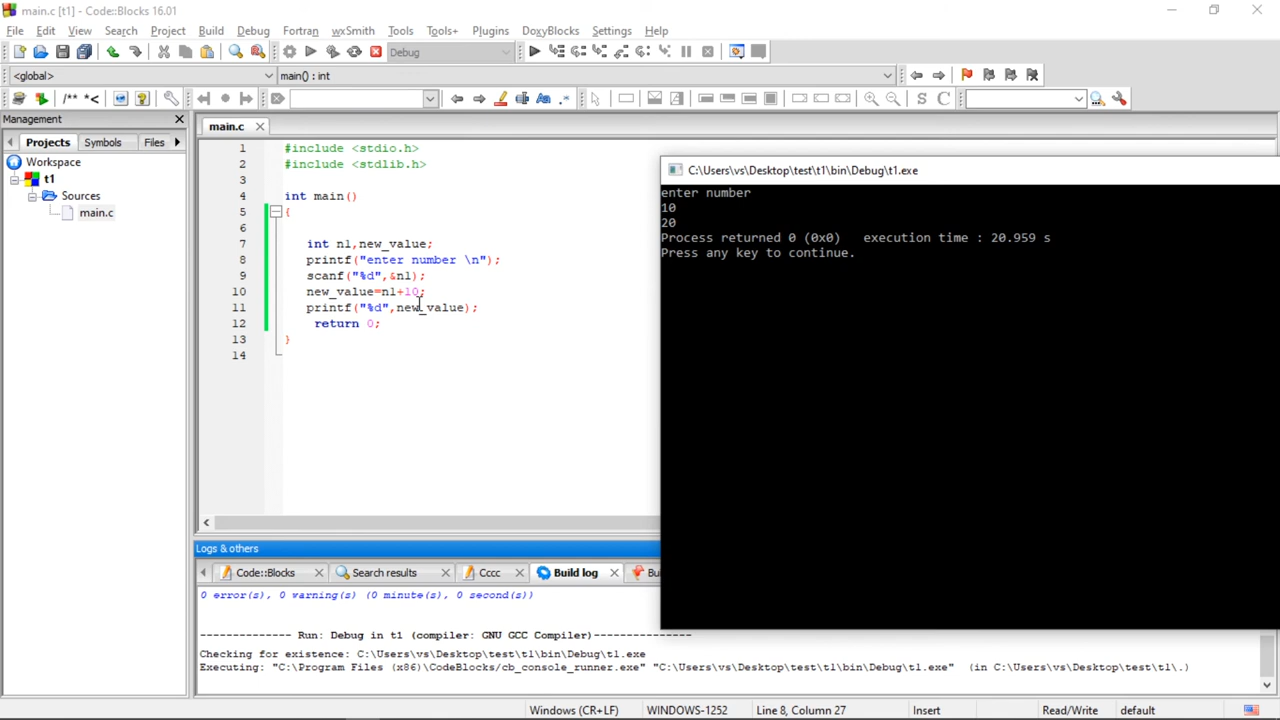 main.c [t1] - Code::Blocks 16.01
File Edit View Search Project Build Debug Fortran wxSmith Tools Tools+ Plugins DoxyBlocks Settings Help
Debug
<global>
main() : int
/** *<
Aa .*
S C
Management
Projects Symbols Files
Workspace
t1
Sources
main.c
main.c
1 #include <stdio.h>
2 #include <stdlib.h>
3
4 int main()
5 {
6
7 int n1,new_value;
8 printf("enter number \n");
9 scanf("%d",&n1);
10 new_value=n1+10;
11 printf("%d",new_value);
12 return 0;
13 }
14
C:\Users\vs\Desktop\test\t1\bin\Debug\t1.exe
enter number
10
20
Process returned 0 (0x0)   execution time : 20.959 s
Press any key to continue.
Logs & others
Code::Blocks Search results Cccc Build log Bu
0 error(s), 0 warning(s) (0 minute(s), 0 second(s))
-------------- Run: Debug in t1 (compiler: GNU GCC Compiler)---------------
Checking for existence: C:\Users\vs\Desktop\test\t1\bin\Debug\t1.exe
Executing: "C:\Program Files (x86)\CodeBlocks/cb_console_runner.exe" "C:\Users\vs\Desktop\test\t1\bin\Debug\t1.exe"  (in C:\Users\vs\Desktop\test\t1\.)
Windows (CR+LF) WINDOWS-1252 Line 8, Column 27 Insert Read/Write default